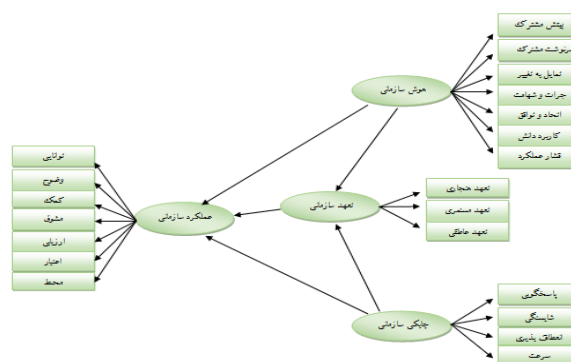 بینش مشترک
سرنوشت مشترک
تمایل به تغییر
جرات و شهامت
اتحاد و توافق
کاربرد دانش
فشار عملکرد
هوش سازمانی
تعهد هنجاری
تعهد مستمری
تعهد عاطفی
تعهد سازمانی
عملکرد سازمانی
توانایی
وضوح
کمک
مشوق
ارزیابی
اعتبار
محیط
پاسخگویی
شایستگی
انعطاف پذیری
سرعت
چابکی سازمانی